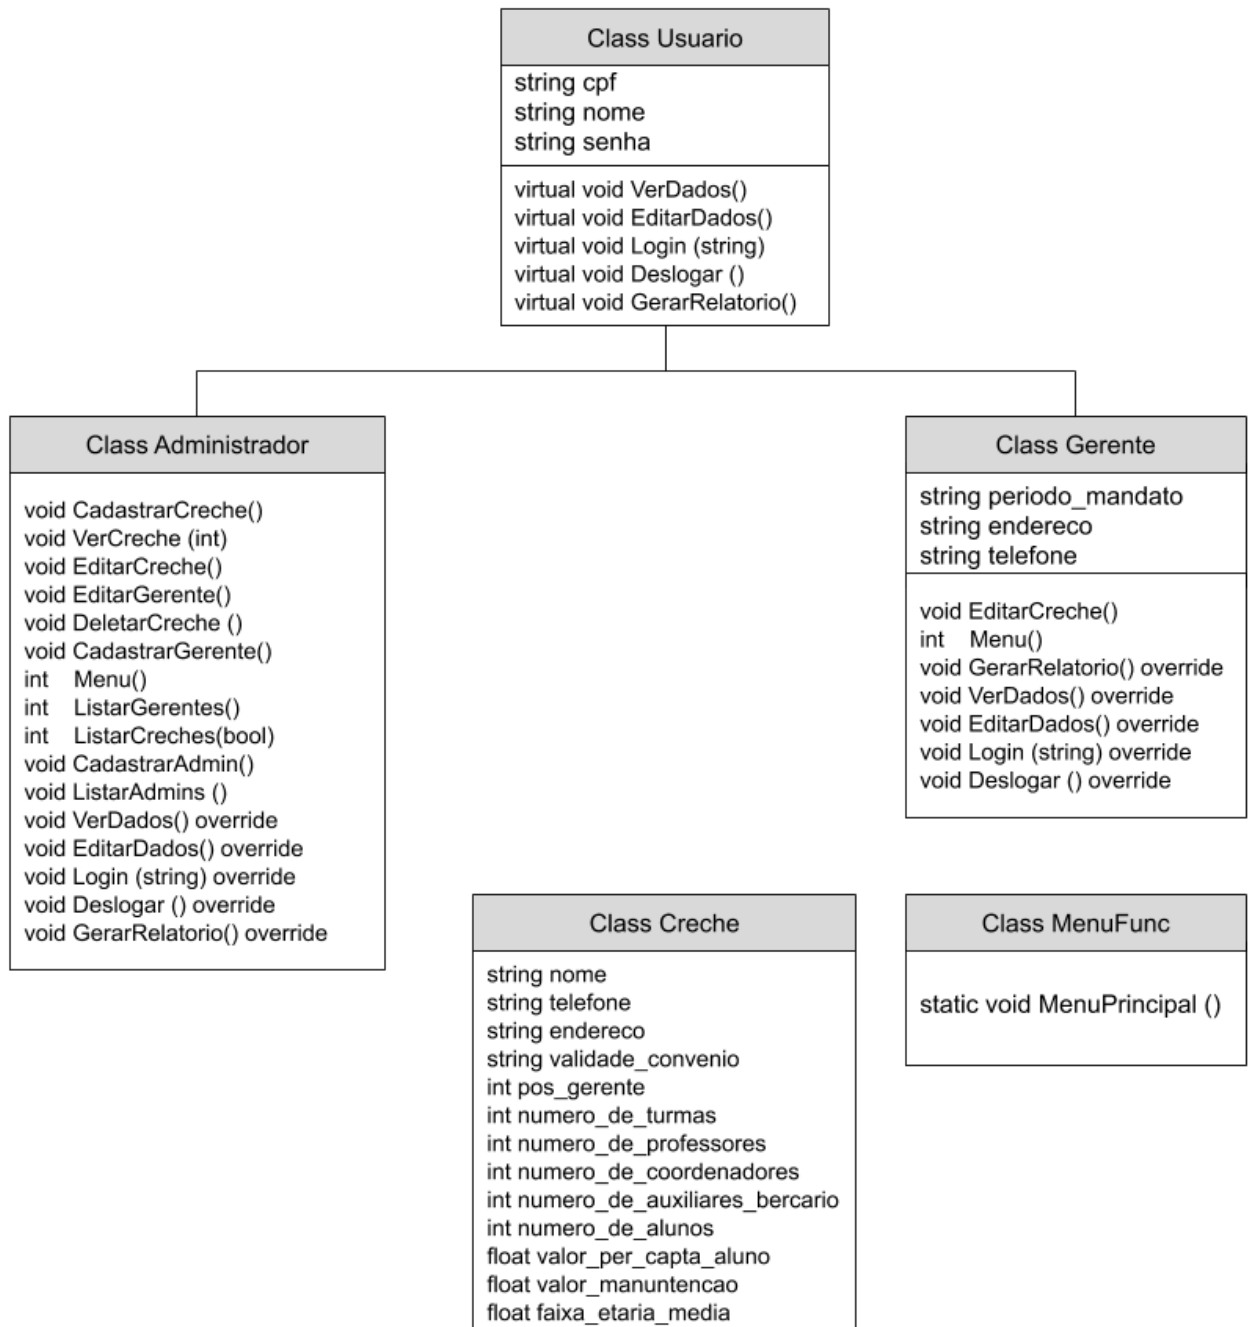 Class Usuario
string cpf
string nome
string senha
virtual void VerDados()
virtual void EditarDados()
virtual void Login (string)
virtual void Deslogar ()
virtual void GerarRelatorio()
Class Administrador
void CadastrarCreche()
void VerCreche (int)
void EditarCreche()
void EditarGerente()
void DeletarCreche ()
void CadastrarGerente()
int Menu()
int ListarGerentes()
int ListarCreches(bool)
void CadastrarAdmin()
void ListarAdmins ()
void VerDados() override
void EditarDados() override
void Login (string) override
void Deslogar () override
void GerarRelatorio() override
Class Gerente
string periodo_mandato
string endereco
string telefone
void EditarCreche()
int Menu()
void GerarRelatorio() override
void VerDados() override
void EditarDados() override
void Login (string) override
void Deslogar () override
Class Creche
string nome
string telefone
string endereco
string validade_convenio
int pos_gerente
int numero_de_turmas
int numero_de_professores
int numero_de_coordenadores
int numero_de_auxiliares_bercario
int numero_de_alunos
float valor_per_capta_aluno
float valor_manuntencao
float faixa_etaria_media
Class MenuFunc
static void MenuPrincipal ()